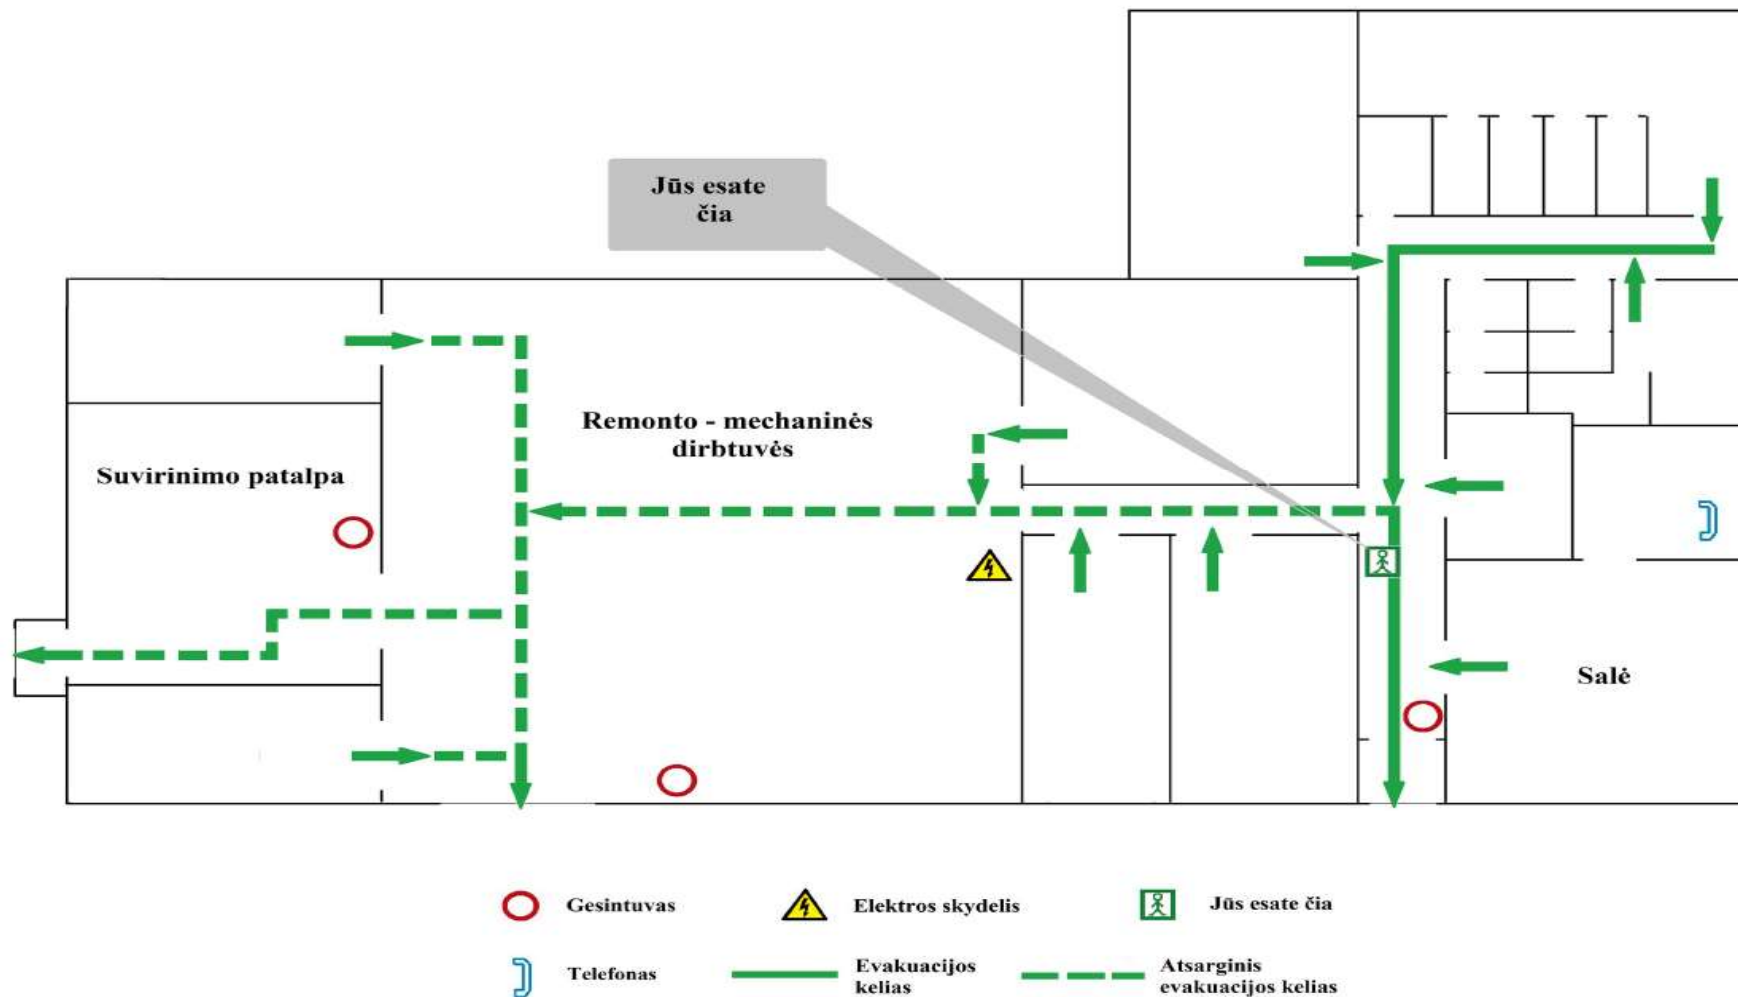 Jūs esate
čia
Remonto - mechaninės
dirbtuvės
Suvirinimo patalpa
Salė
Gesintuvas
Elektros skydelis
Jūs esate čia
Telefonas
Evakuacijos
kelias
Atsarginis
evakuacijos kelias